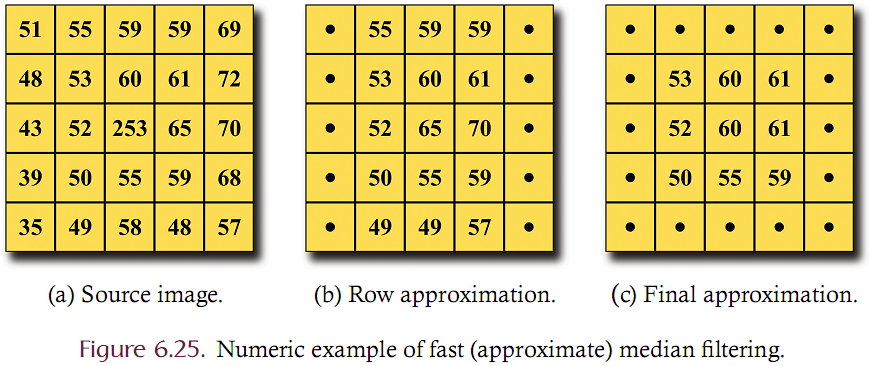 51 55 59 59 69 • 55 59 59 • • • • • •
48 53 60 61 72 • 53 60 61 • • 53 60 61 •
43 52 253 65 70 • 52 65 70 • • 52 60 61 •
39 50 55 59 68 • 50 55 59 • • 50 55 59 •
35 49 58 48 57 • 49 49 57 • • • • • •
(a) Source image. (b) Row approximation. (c) Final approximation.
Figure 6.25. Numeric example of fast (approximate) median filtering.